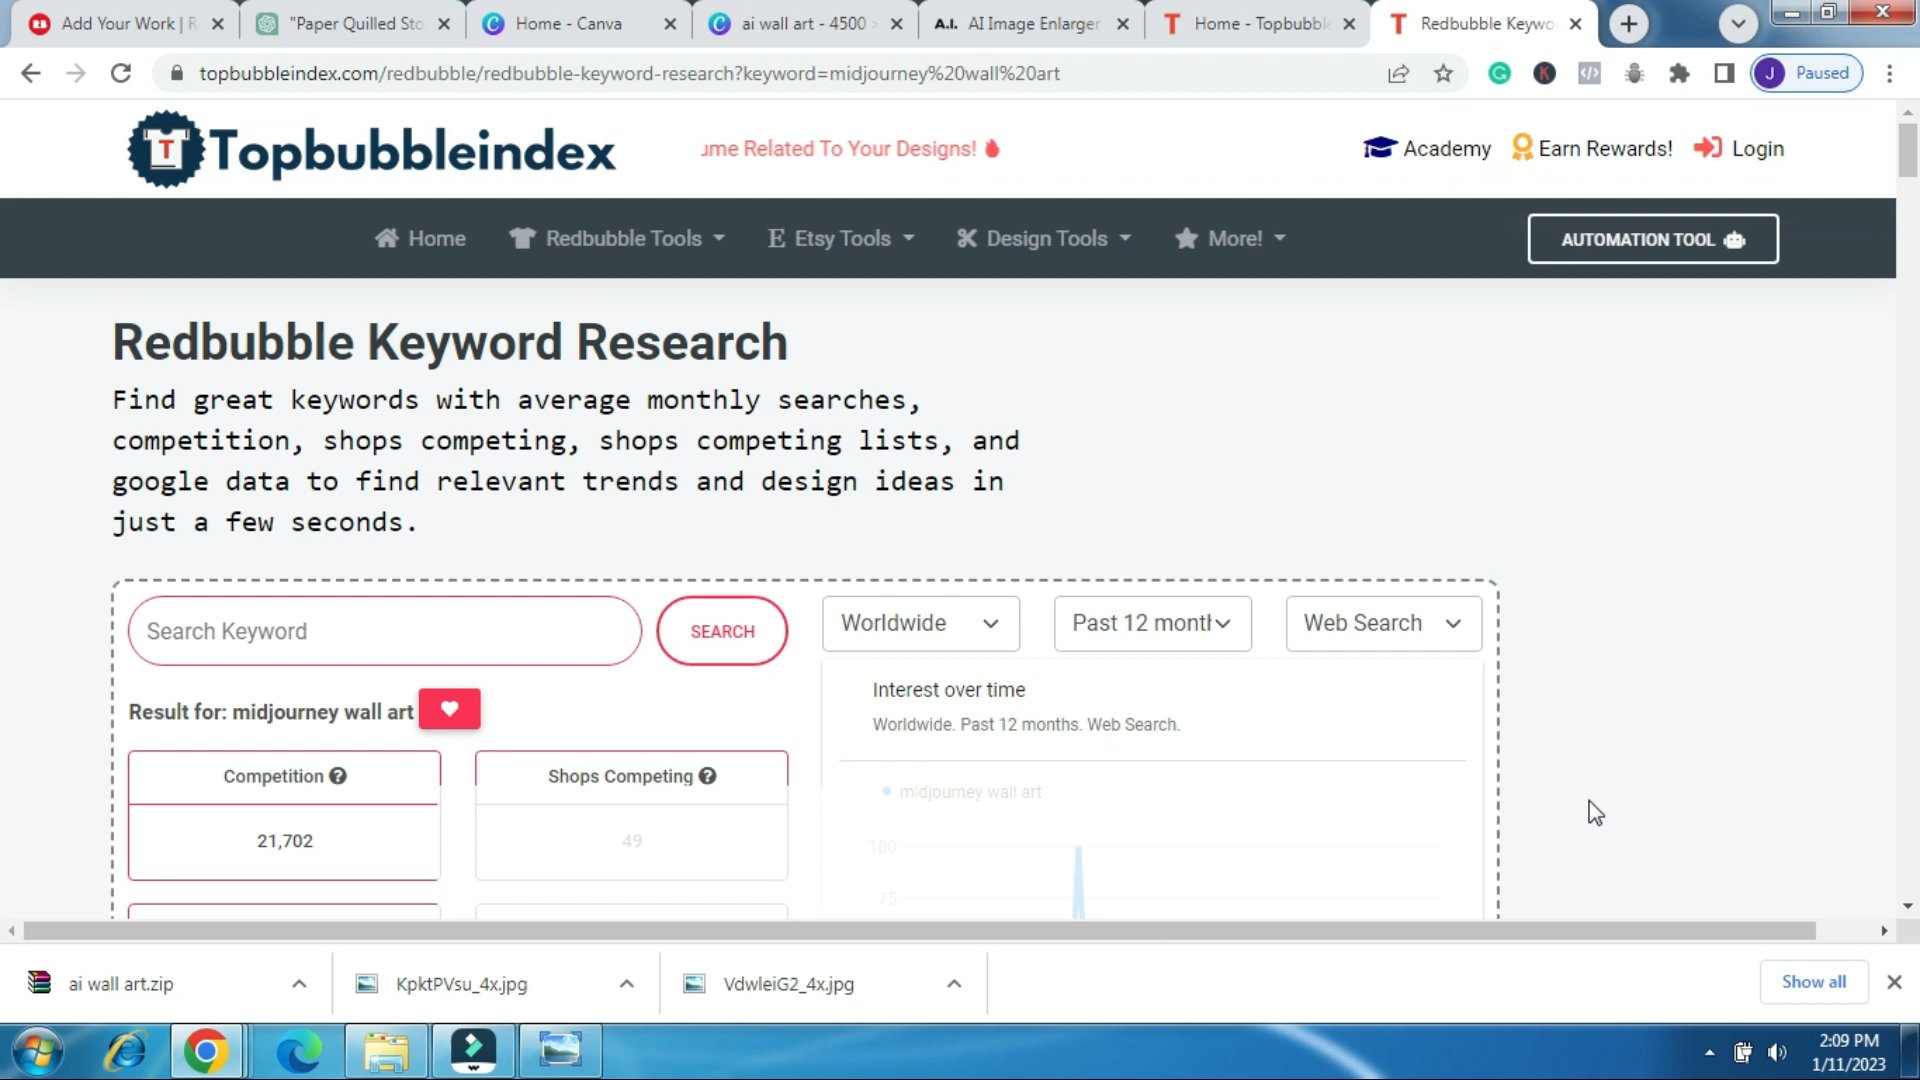 Add Your Work | R
"Paper Quilled Sto
Home - Canva
ai wall art - 4500
A.I. AI Image Enlarger
Home - Topbubble
Redbubble Keywo
topbubbleindex.com/redbubble/redbubble-keyword-research?keyword=midjourney%20wall%20art
J Paused
Topbubbleindex
ume Related To Your Designs!
Academy
Earn Rewards!
Login
Home
Redbubble Tools
E Etsy Tools
Design Tools
More!
AUTOMATION TOOL
Redbubble Keyword Research
Find great keywords with average monthly searches,
competition, shops competing, shops competing lists, and
google data to find relevant trends and design ideas in
just a few seconds.
Search Keyword
SEARCH
Worldwide
Past 12 month
Web Search
Result for: midjourney wall art
Interest over time
Worldwide. Past 12 months. Web Search.
Competition ?
Shops Competing ?
midjourney wall art
21,702
49
100
75
ai wall art.zip
KpktPVsu_4x.jpg
VdwleiG2_4x.jpg
Show all
2:09 PM
1/11/2023